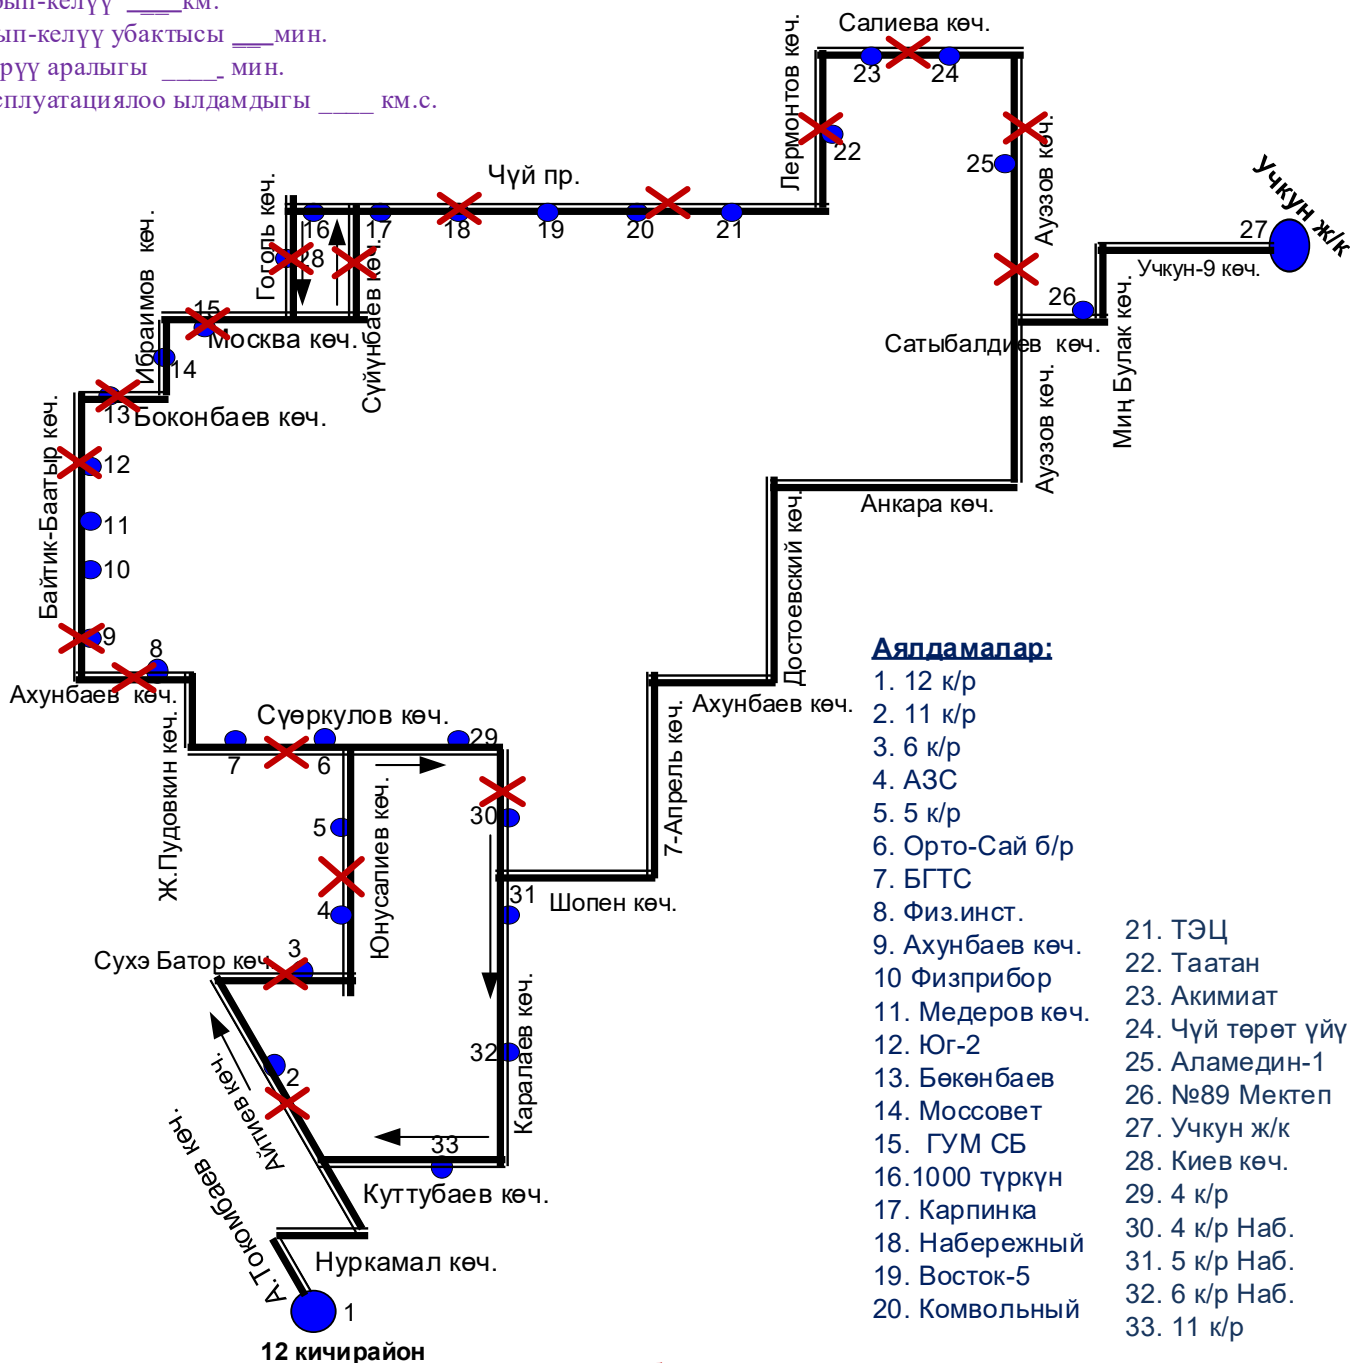 рып-келүү ____км.
ып-келүү убактысы ___мин.
рүү аралыгы ____ мин.
сплуатациялоо ылдамдыгы ____ км.с.
Салиева көч.
23
24
Лермонтов көч.
22
25
Ауэзов көч.
Учкун ж/к
27
Учкун-9 көч.
26
Сатыбалдиев көч.
Миң Булак көч.
Ауэзов көч.
Анкара көч.
Чүй пр.
16
17
18
19
20
21
Гоголь көч.
28
Сүйүнбаев көч.
Ибраимов көч.
15
Москва көч.
14
13
Боконбаев көч.
Байтик-Баатыр көч.
12
11
10
9
8
Ахунбаев көч.
Ж.Пудовкин көч.
Сүөркулов көч.
7
6
29
30
31
32
33
5
4
3
2
Юнусалиев көч.
Достоевский көч.
Ахунбаев көч.
7-Апрель көч.
Шопен көч.
Сухэ Батор көч
Каралаев көч.
Айтиев көч.
А.Токомбаев көч.
Куттубаев көч.
Нуркамал көч.
1
12 кичирайон
Аялдамалар:
1. 12 к/р
2. 11 к/р
3. 6 к/р
4. АЗС
5. 5 к/р
6. Орто-Сай б/р
7. БГТС
8. Физ.инст.
9. Ахунбаев көч.
10 Физприбор
11. Медеров көч.
12. Юг-2
13. Бөкөнбаев
14. Моссовет
15. ГУМ СБ
16.1000 түркүн
17. Карпинка
18. Набережный
19. Восток-5
20. Комвольный
21. ТЭЦ
22. Таатан
23. Акимиат
24. Чүй төрөт үйү
25. Аламедин-1
26. №89 Мектеп
27. Учкун ж/к
28. Киев көч.
29. 4 к/р
30. 4 к/р Наб.
31. 5 к/р Наб.
32. 6 к/р Наб.
33. 11 к/р